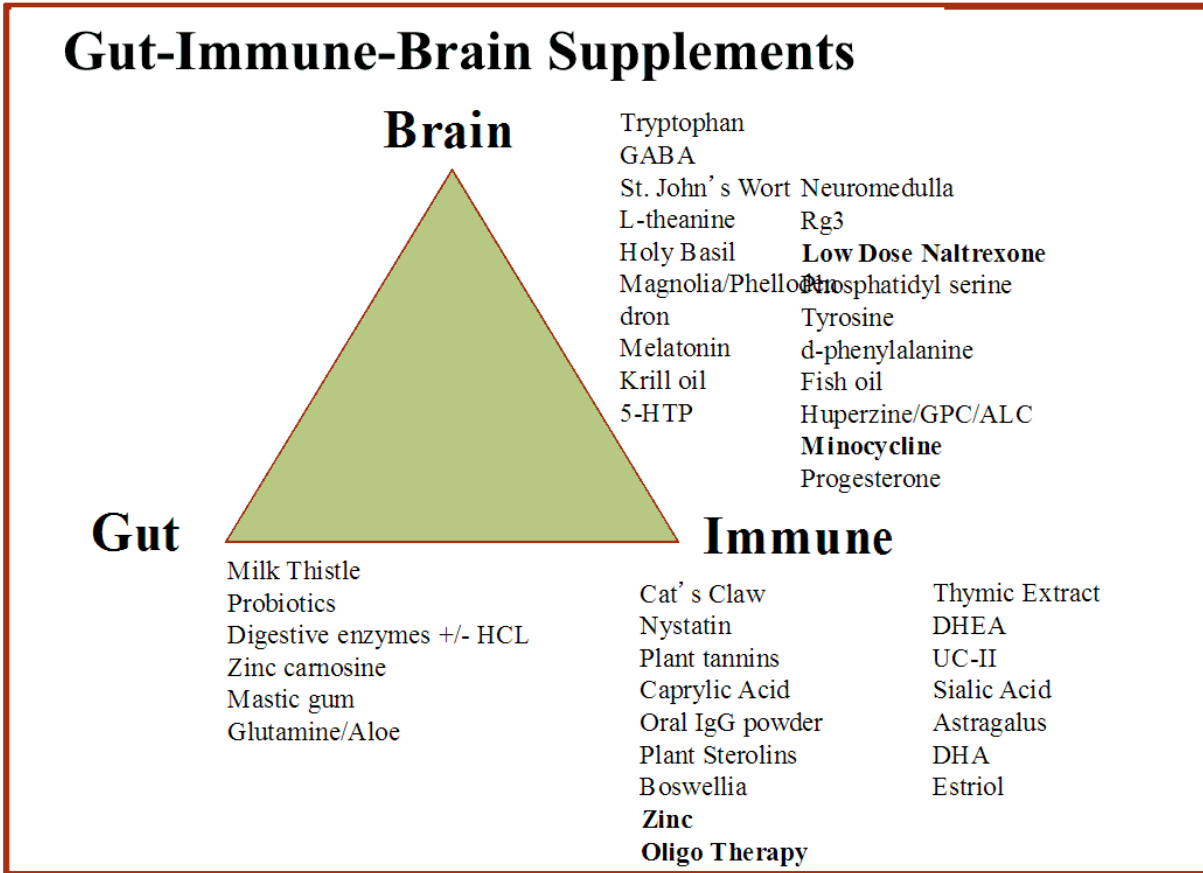 Gut-Immune-Brain Supplements
Brain
Tryptophan
GABA
St. John’s Wort
L-theanine
Holy Basil
Magnolia/Phelloden
dron
Melatonin
Krill oil
5-HTP
Neuromedulla
Rg3
Low Dose Naltrexone
Phosphatidyl serine
Tyrosine
d-phenylalanine
Fish oil
Huperzine/GPC/ALC
Minocycline
Progesterone
Gut
Milk Thistle
Probiotics
Digestive enzymes +/- HCL
Zinc carnosine
Mastic gum
Glutamine/Aloe
Immune
Cat’s Claw
Nystatin
Plant tannins
Caprylic Acid
Oral IgG powder
Plant Sterolins
Boswellia
Zinc
Oligo Therapy
Thymic Extract
DHEA
UC-II
Sialic Acid
Astragalus
DHA
Estriol